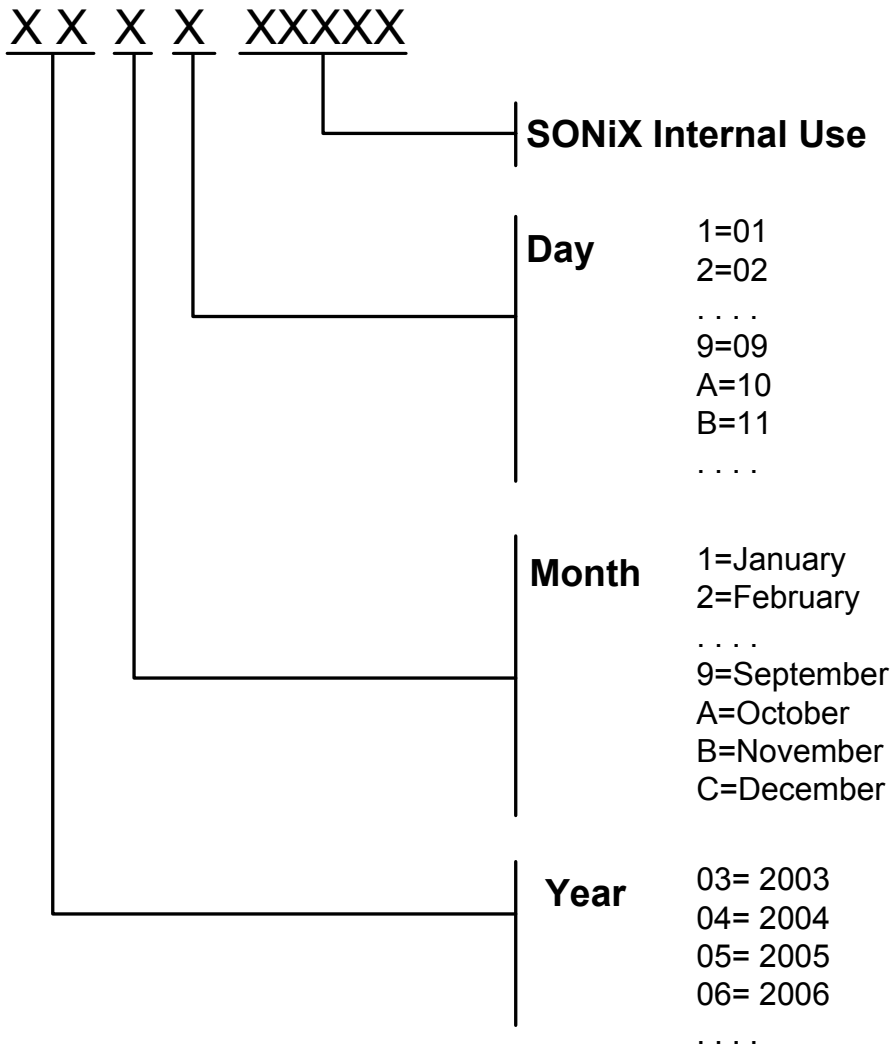 X X X X XXXXX
SONiX Internal Use
Day
1=01
2=02
. . . .
9=09
A=10
B=11
. . . .
Month
1=January
2=February
. . . .
9=September
A=October
B=November
C=December
Year
03= 2003
04= 2004
05= 2005
06= 2006
. . . .